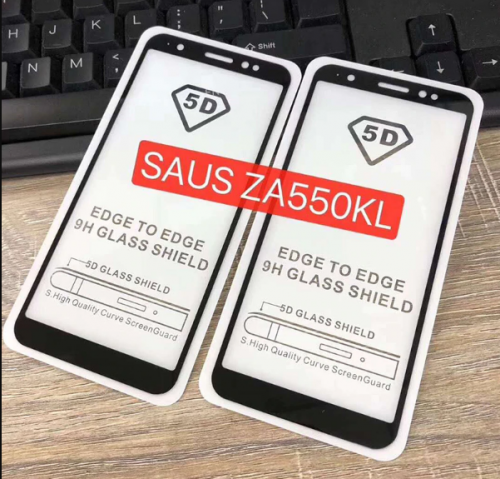 N
M
Shift
5D
SAUS ZA550KL
EDGE TO EDGE
9H GLASS SHIELD
5D GLASS SHIELD
S.High Quality Curve ScreenGuard
5D
EDGE TO EDGE
9H GLASS SHIELD
5D GLASS SHIELD
S.High Quality Curve ScreenGuard